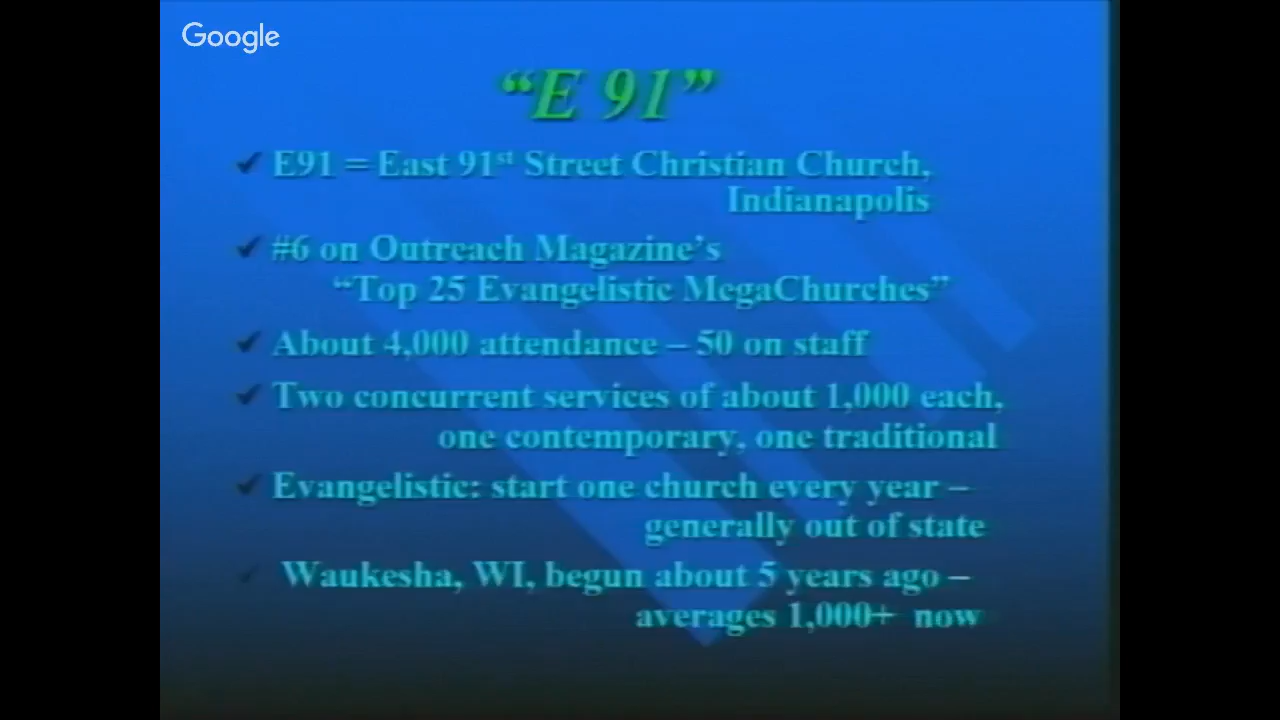 Google
“E 91”
E91 = East 91st Street Christian Church,
Indianapolis
#6 on Outreach Magazine’s
“Top 25 Evangelistic MegaChurches”
About 4,000 attendance – 50 on staff
Two concurrent services of about 1,000 each,
one contemporary, one traditional
Evangelistic: start one church every year –
generally out of state
Waukesha, WI, begun about 5 years ago –
averages 1,000+ now